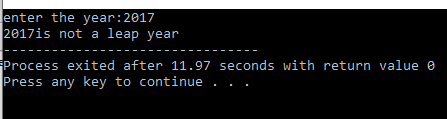 enter the year:2017
2017is not a leap year
--------------------------------
Process exited after 11.97 seconds with return value 0
Press any key to continue . . .